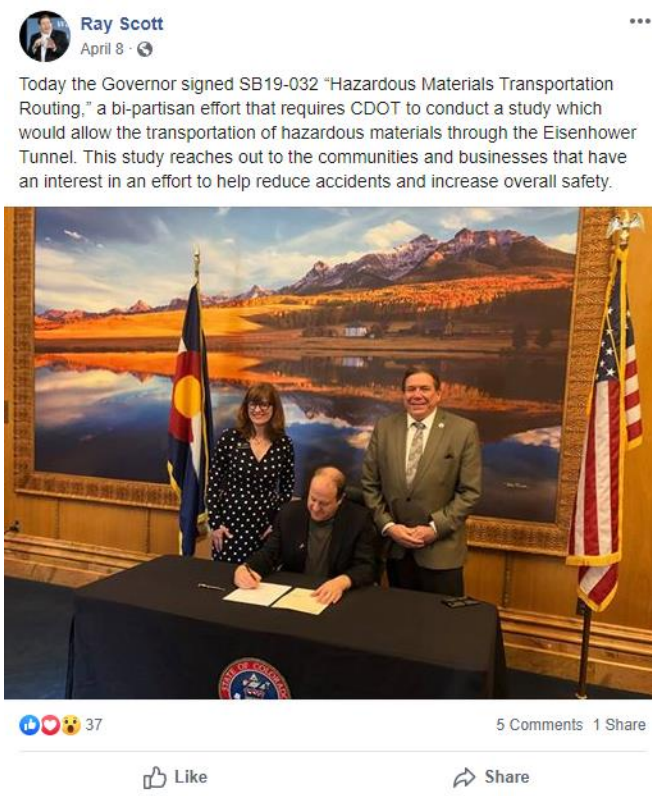 Ray Scott
April 8
Today the Governor signed SB19-032 “Hazardous Materials Transportation
Routing,” a bi-partisan effort that requires CDOT to conduct a study which
would allow the transportation of hazardous materials through the Eisenhower
Tunnel. This study reaches out to the communities and businesses that have
an interest in an effort to help reduce accidents and increase overall safety.
STATE OF COLORADO
37
5 Comments 1 Share
Like
Share